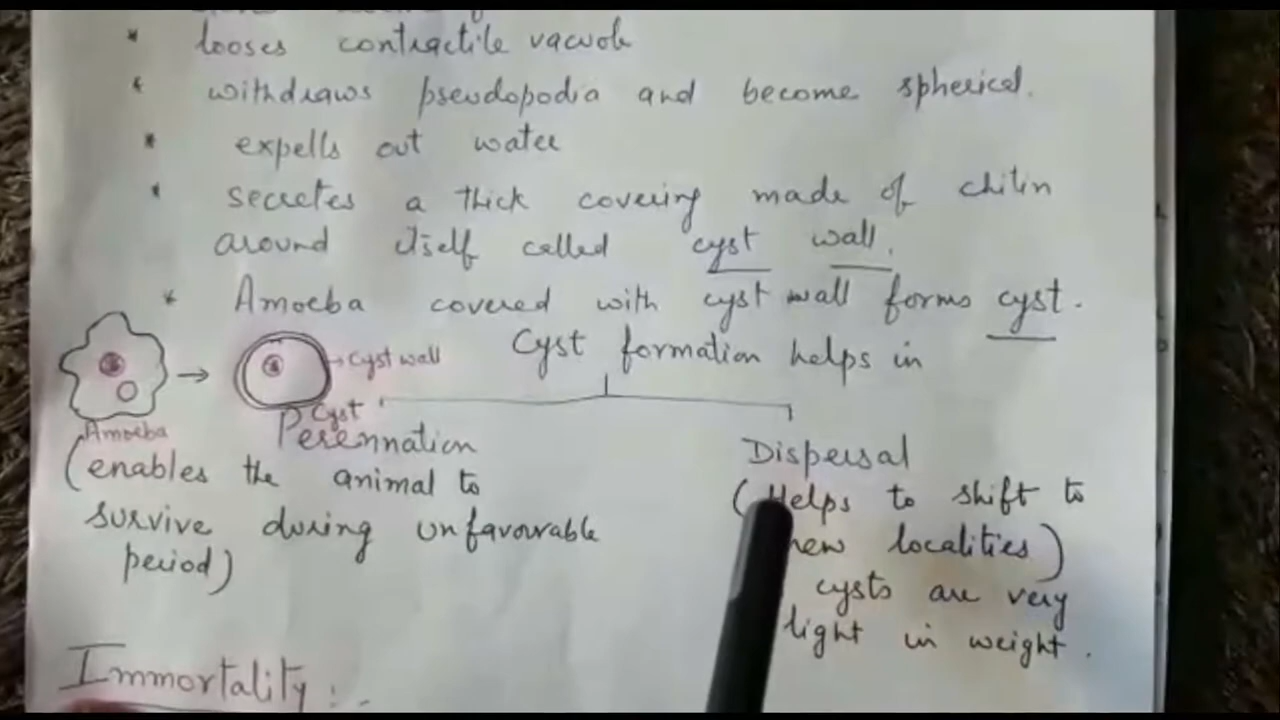 * looses contractile vacuole
* withdraws pseudopodia and become spherical.
* expells out water
* secretes a thick covering made of chitin
around itself called cyst wall.
* Amoeba covered with cyst wall forms cyst.
Cyst formation helps in
→ Cyst wall
Cyst
Amoeba
Perennation
(enables the animal to
survive during unfavourable
period)
Dispersal
(Helps to shift to
new localities)
cysts are very
light in weight.
Immortality :-